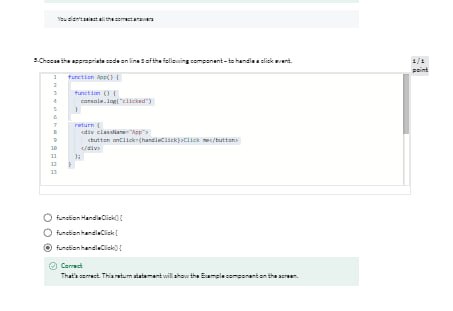 You didn't select all the correct answers
3.Choose the appropriate code on line 3 of the following component - to handle a click event.
1 / 1
point
1 function App() {
2
3 function () {
4 console.log("clicked")
5 }
6
7 return (
8 <div className="App">
9 <button onClick={handleClick}>Click me</button>
10 </div>
11 );
12 }
13
function HandleClick() {
function handleClick {
function handleClick() {
Correct
That's correct. This return statement will show the Example component on the screen.